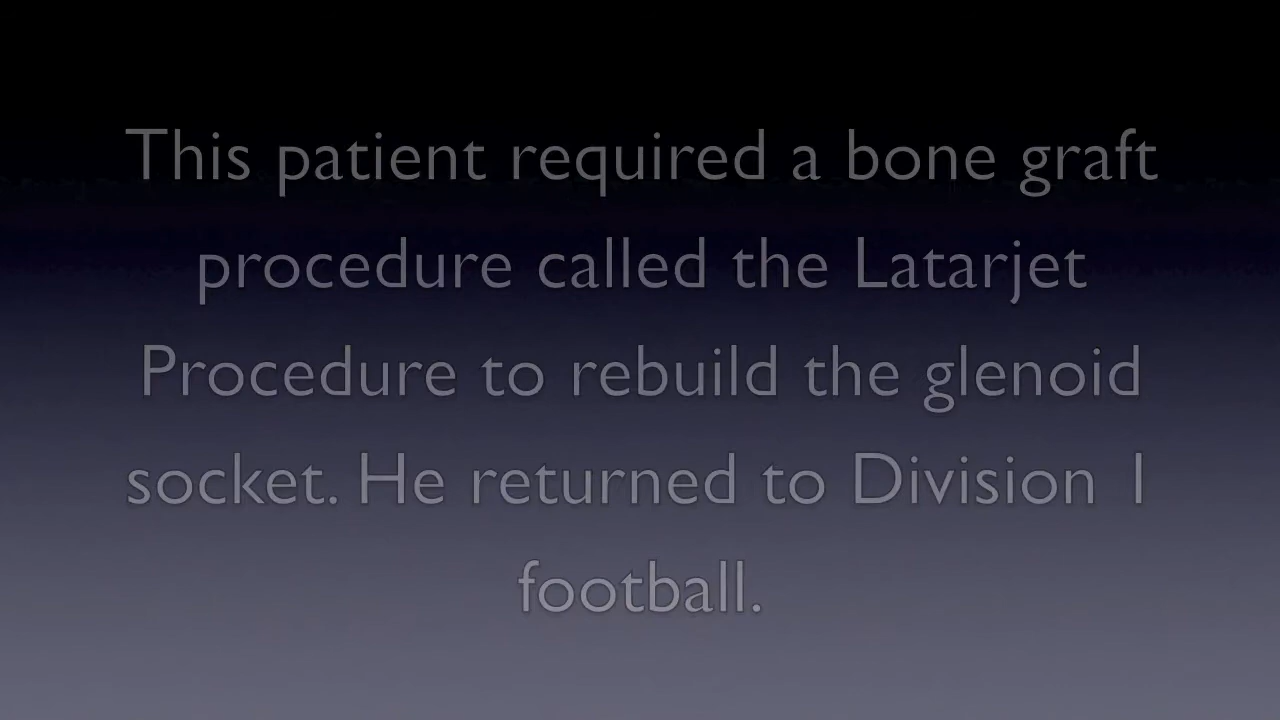 This patient required a bone graft
procedure called the Latarjet
Procedure to rebuild the glenoid
socket. He returned to Division 1
football.